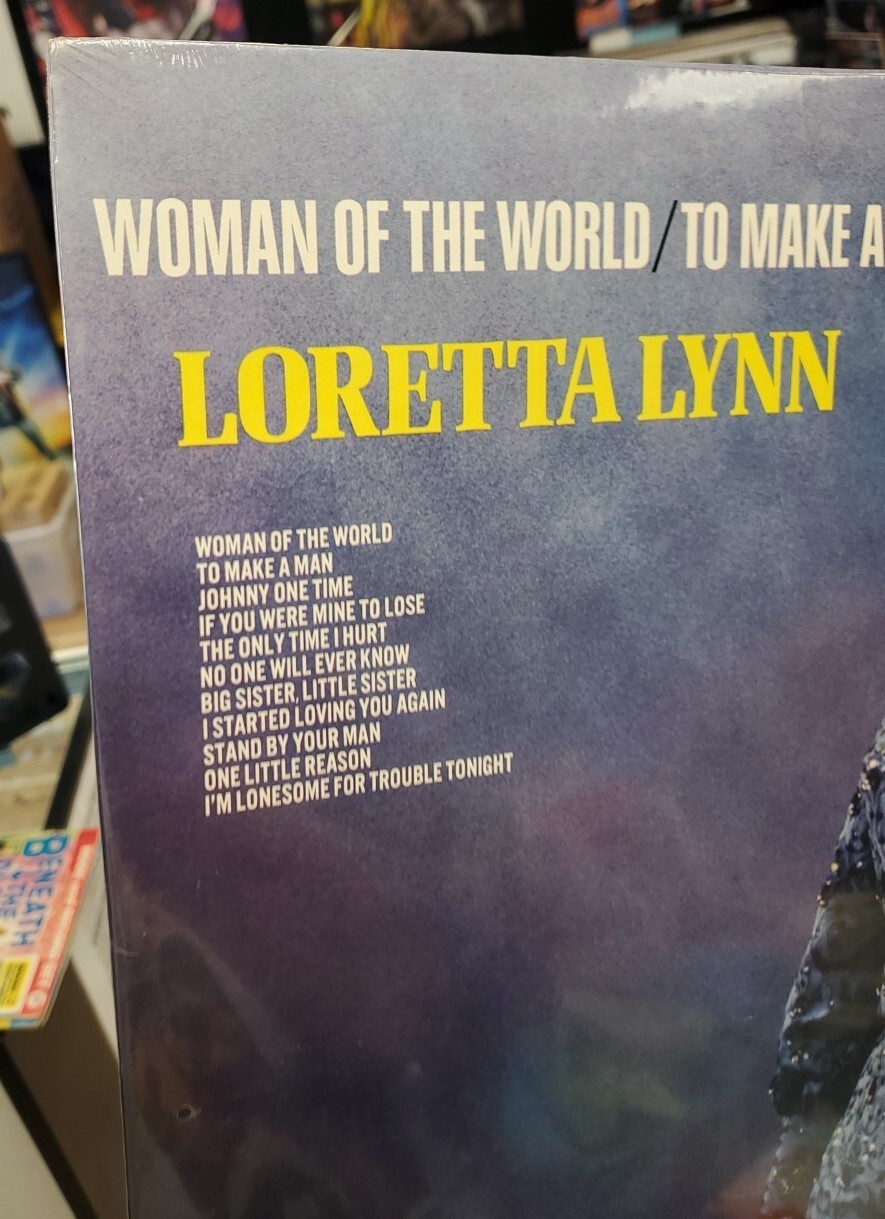 WOMAN OF THE WORLD/TO MAKE A
LORETTA LYNN
WOMAN OF THE WORLD
TO MAKE A MAN
JOHNNY ONE TIME
IF YOU WERE MINE TO LOSE
THE ONLY TIME I HURT
NO ONE WILL EVER KNOW
BIG SISTER, LITTLE SISTER
I STARTED LOVING YOU AGAIN
STAND BY YOUR MAN
ONE LITTLE REASON
I'M LONESOME FOR TROUBLE TONIGHT
BENEATH
THE